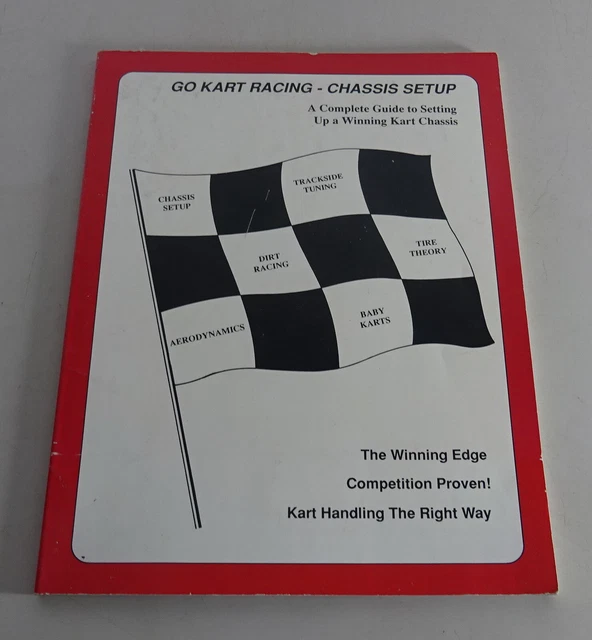 GO KART RACING - CHASSIS SETUP
A Complete Guide to Setting
Up a Winning Kart Chassis
CHASSIS
SETUP
TRACKSIDE
TUNING
DIRT
RACING
TIRE
THEORY
AERODYNAMICS
BABY
KARTS
The Winning Edge
Competition Proven!
Kart Handling The Right Way